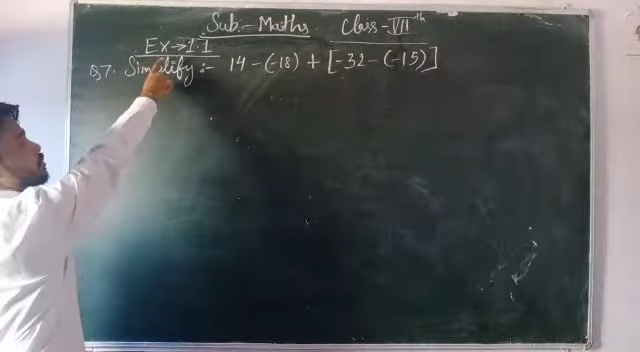 Sub:- Maths. Class-VIIth
Ex→1.1
Q7. Simplify:- 14 - (-18) + [-32 - (-15)]